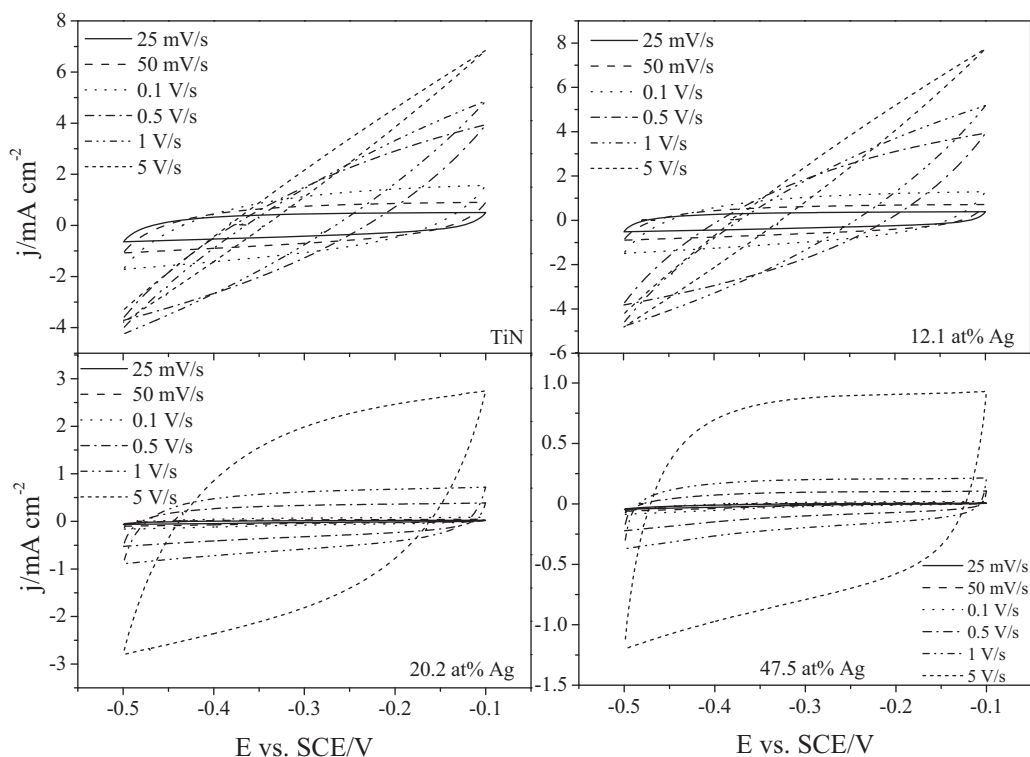 8
6
4
2
0
-2
-4
j/mA cm-2
25 mV/s
50 mV/s
0.1 V/s
0.5 V/s
1 V/s
5 V/s
TiN
8
6
4
2
0
-2
-4
-6
25 mV/s
50 mV/s
0.1 V/s
0.5 V/s
1 V/s
5 V/s
12.1 at% Ag
3
2
1
0
-1
-2
-3
j/mA cm-2
25 mV/s
50 mV/s
0.1 V/s
0.5 V/s
1 V/s
5 V/s
20.2 at% Ag
-0.5 -0.4 -0.3 -0.2 -0.1
E vs. SCE/V
1.0
0.5
0.0
-0.5
-1.0
-1.5
25 mV/s
50 mV/s
0.1 V/s
0.5 V/s
1 V/s
5 V/s
47.5 at% Ag
-0.5 -0.4 -0.3 -0.2 -0.1
E vs. SCE/V